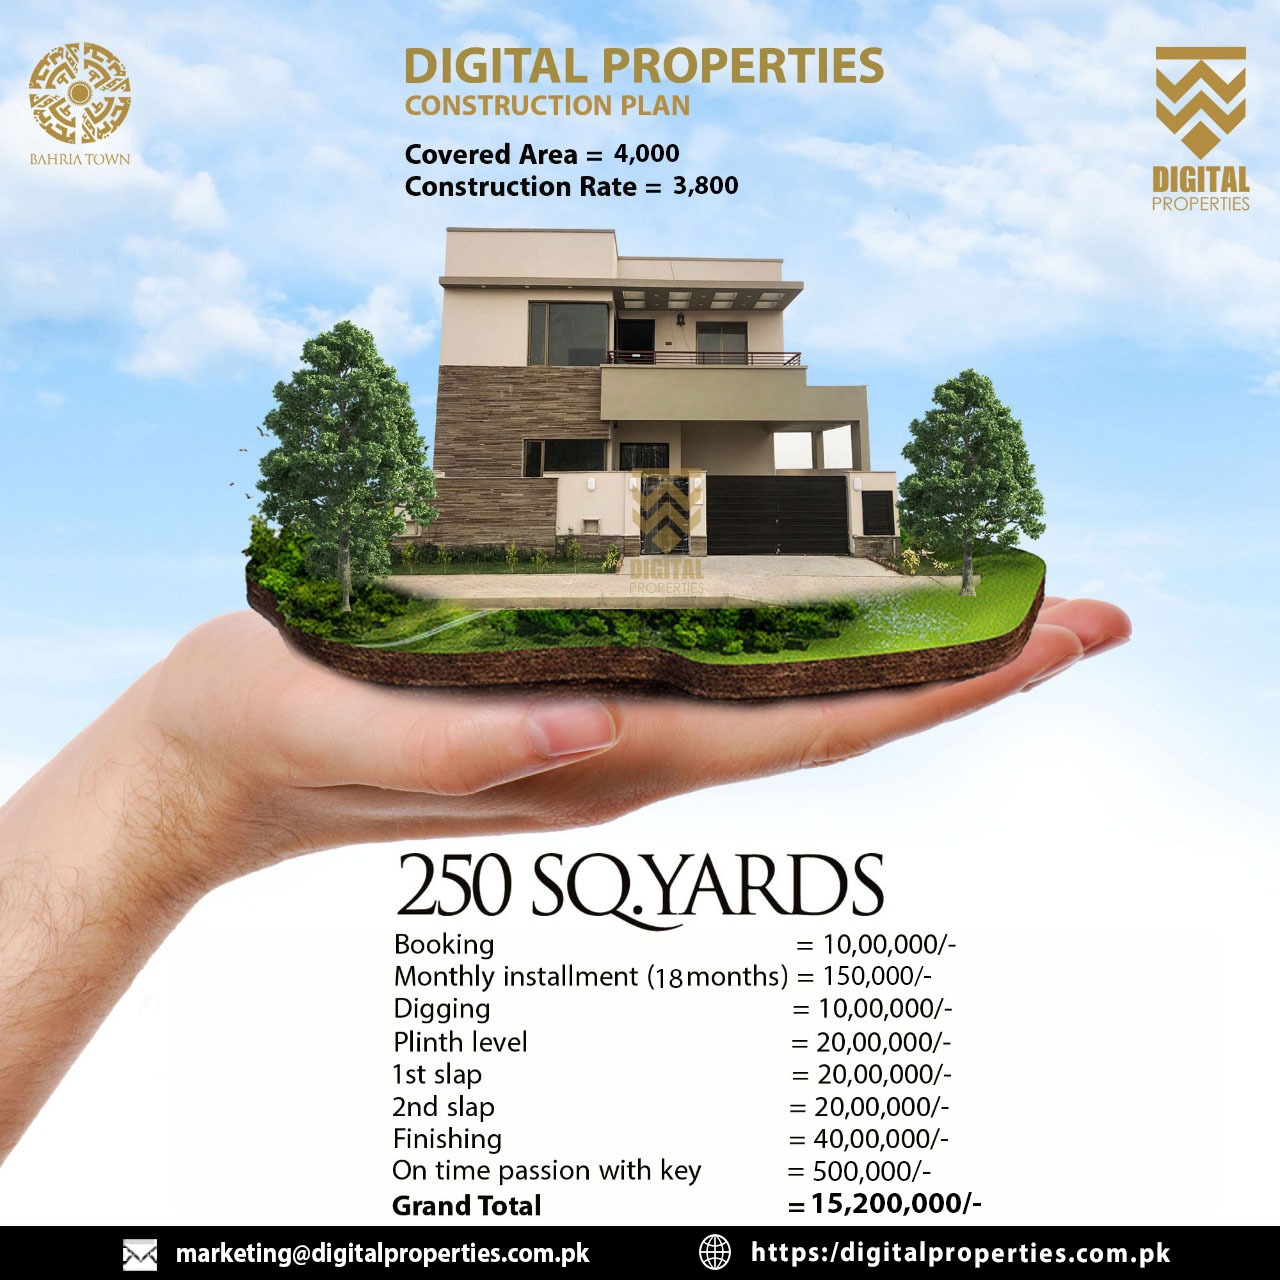 BAHRIA TOWN
DIGITAL PROPERTIES
CONSTRUCTION PLAN
Covered Area = 4,000
Construction Rate = 3,800
DIGITAL
PROPERTIES
DIGITAL
PROPERTIES
250 SQ.YARDS
Booking = 10,00,000/-
Monthly installment (18months) = 150,000/-
Digging = 10,00,000/-
Plinth level = 20,00,000/-
1st slap = 20,00,000/-
2nd slap = 20,00,000/-
Finishing = 40,00,000/-
On time passion with key = 500,000/-
Grand Total = 15,200,000/-
marketing@digitalproperties.com.pk https:/digitalproperties.com.pk